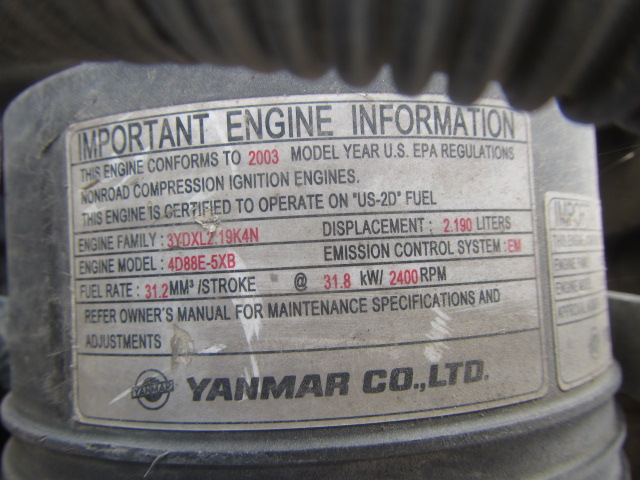 IMPORTANT ENGINE INFORMATION
THIS ENGINE CONFORMS TO 2003 MODEL YEAR U.S. EPA REGULATIONS
NONROAD COMPRESSION IGNITION ENGINES.
THIS ENGINE IS CERTIFIED TO OPERATE ON "US-2D" FUEL
ENGINE FAMILY : 3YDXL2.19K4N DISPLACEMENT : 2.190 LITERS
ENGINE MODEL : 4D88E-5XB EMISSION CONTROL SYSTEM : EM
FUEL RATE : 31.2 MM³ /STROKE @ 31.8 kW/ 2400 RPM
REFER OWNER'S MANUAL FOR MAINTENANCE SPECIFICATIONS AND
ADJUSTMENTS
YANMAR YANMAR CO.,LTD.
IMPORT